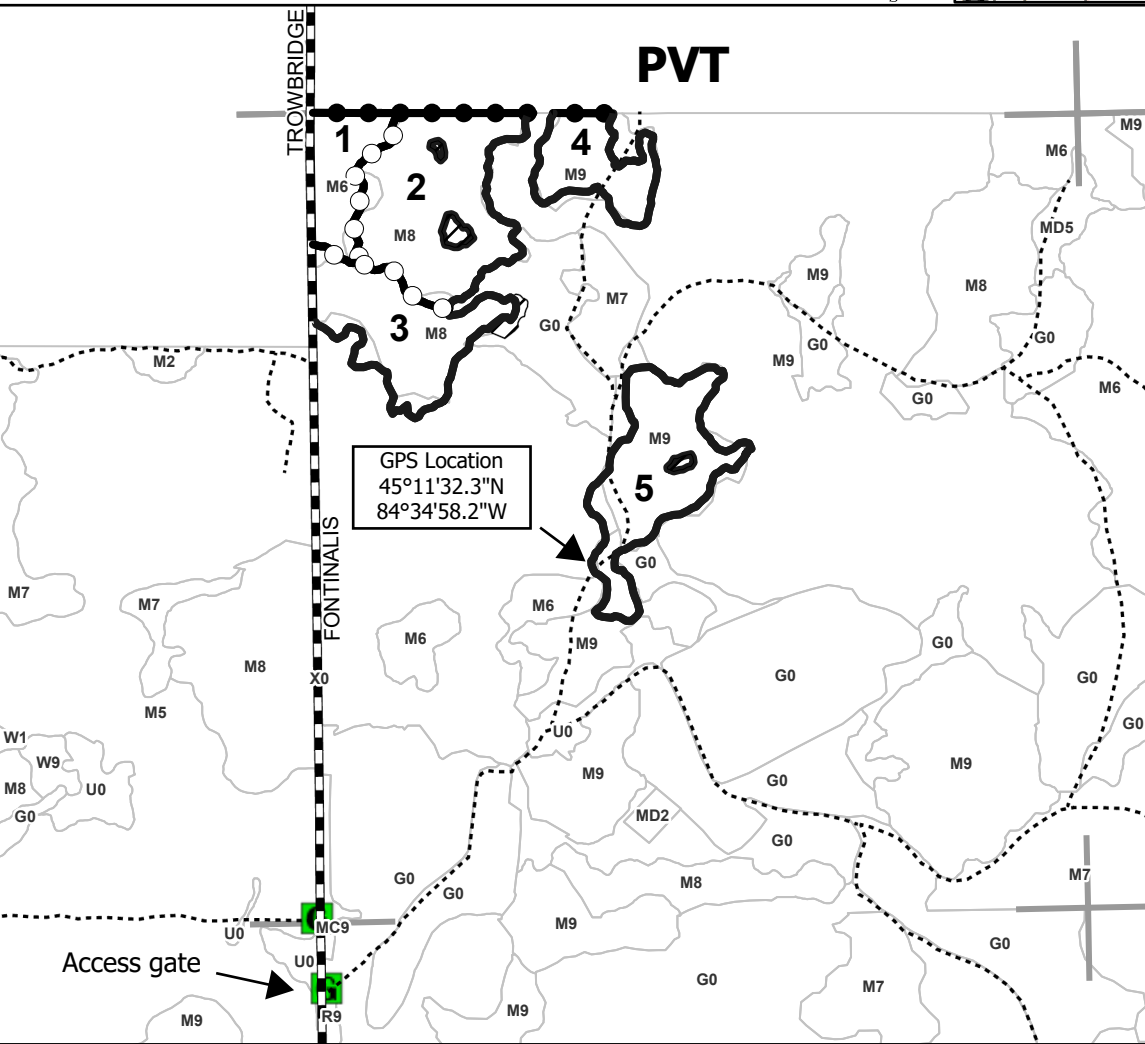 TROWBRIDGE
PVT
M9
1
4
M6
M9
M6
2
MD5
M8
M9
M8
M7
3
M8
G0
G0
G0
M2
M9
M6
G0
M9
GPS Location
45°11'32.3"N
84°34'58.2"W
5
FONTINALIS
G0
M7
M7
M6
M6
M9
G0
M8
G0
G0
X0
M5
G0
W1
U0
W9
M9
M9
M8
U0
G0
G0
MD2
G0
G0
M7
G0
M8
G0
M9
MC9
U0
G0
U0
Access gate
G0
M7
G
M9
M9
R9